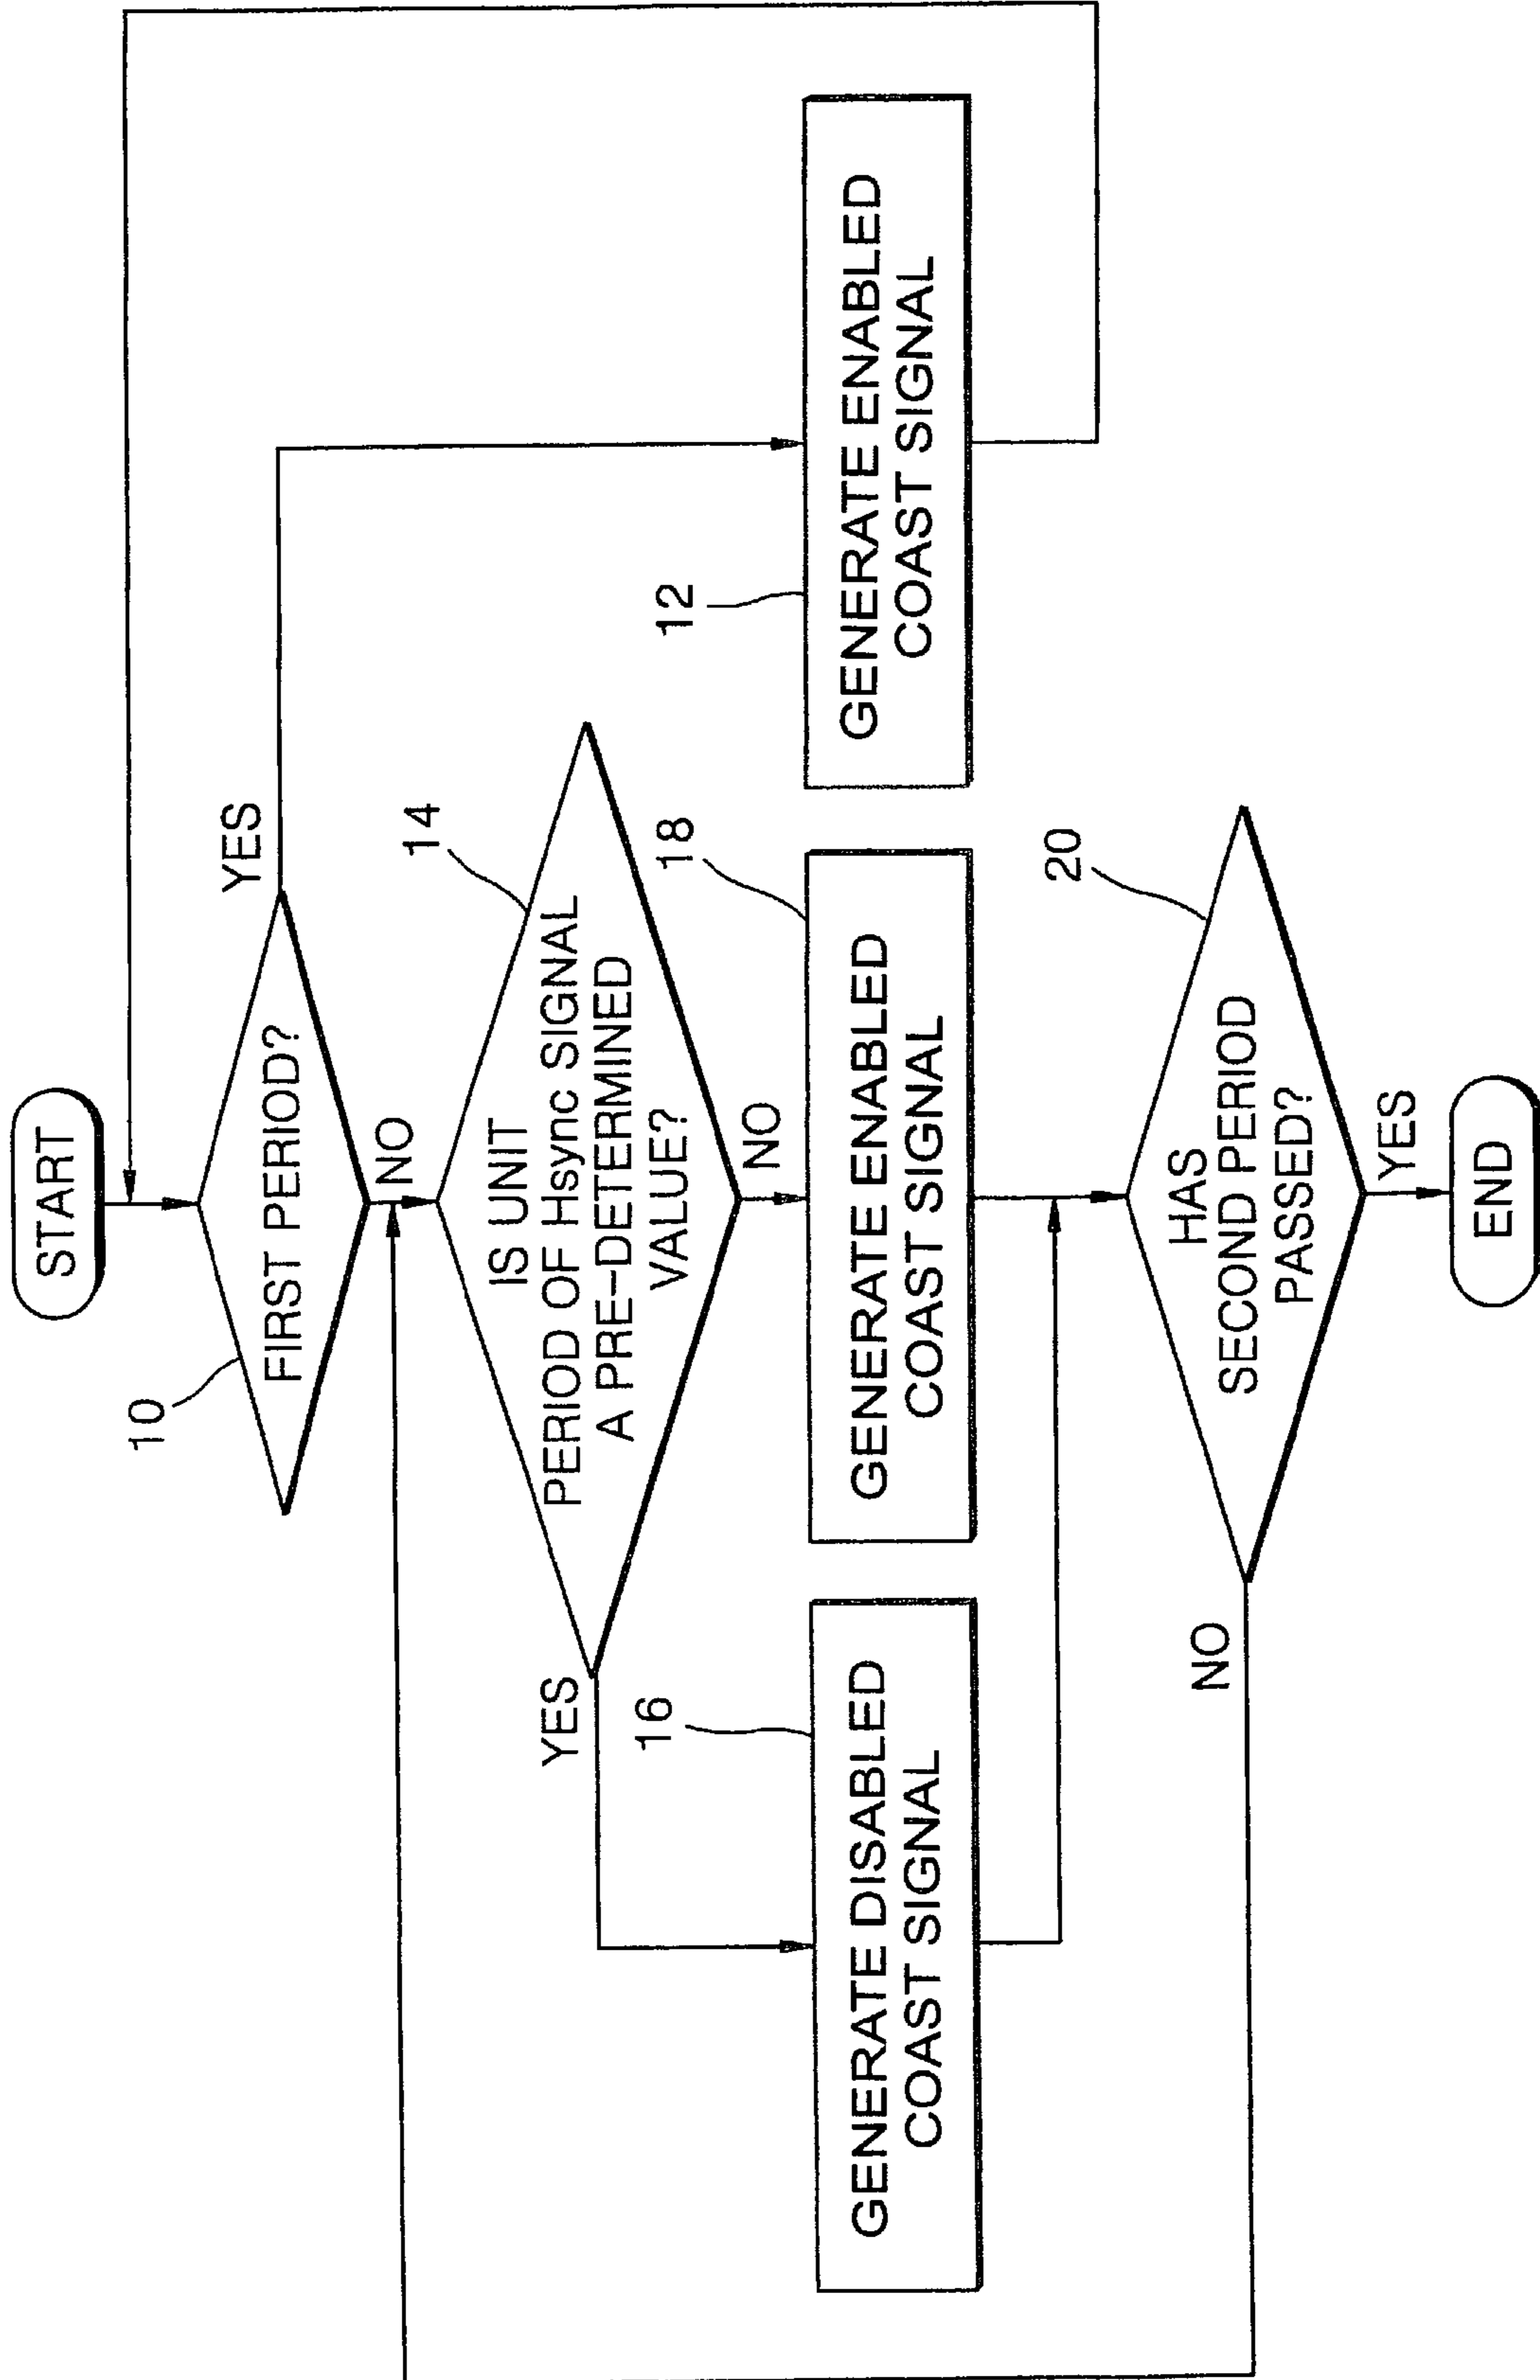 START
10
FIRST PERIOD?
YES
NO
14
IS UNIT
PERIOD OF Hsync SIGNAL
A PRE-DETERMINED
VALUE?
YES
NO
16
GENERATE DISABLED
COAST SIGNAL
18
GENERATE ENABLED
COAST SIGNAL
12
GENERATE ENABLED
COAST SIGNAL
20
HAS
SECOND PERIOD
PASSED?
NO
YES
END